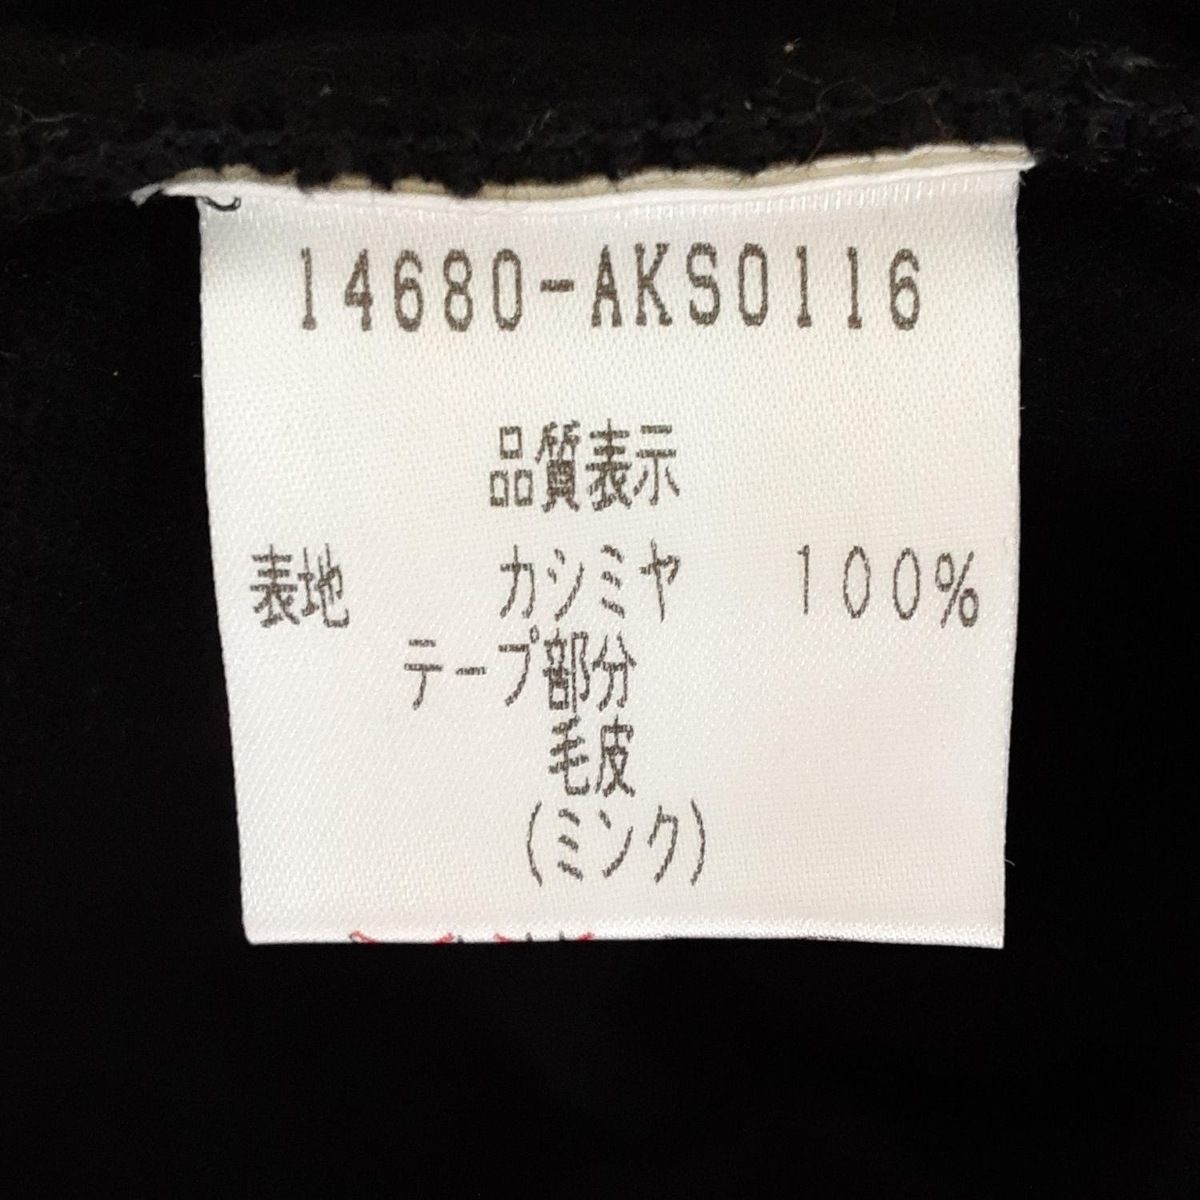 14680-AKS0116
品質表示
表地 カシミヤ 100%
テープ部分
毛皮
(ミンク)